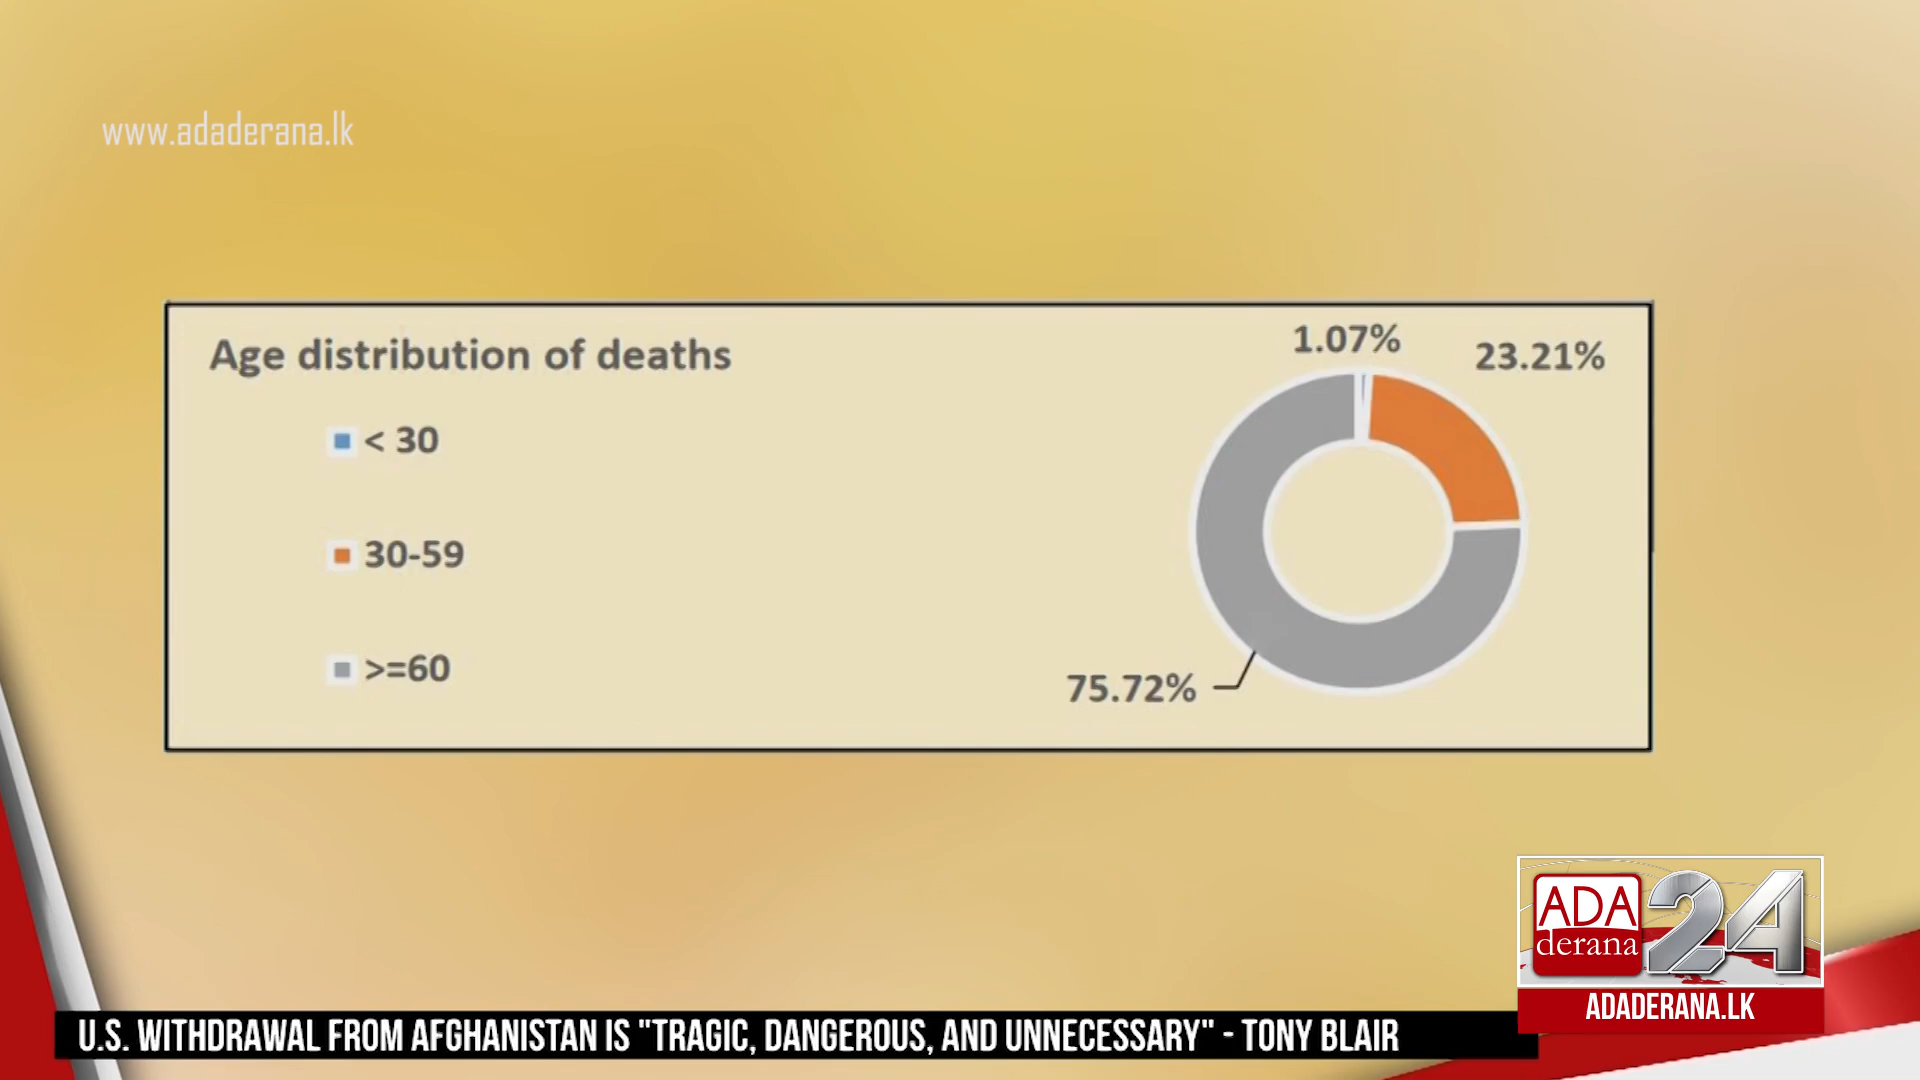 www.adaderana.lk
Age distribution of deaths
< 30
30-59
>=60
1.07%
23.21%
75.72%
ADA
derana
24
ADADERANA.LK
U.S. WITHDRAWAL FROM AFGHANISTAN IS "TRAGIC, DANGEROUS, AND UNNECESSARY" - TONY BLAIR